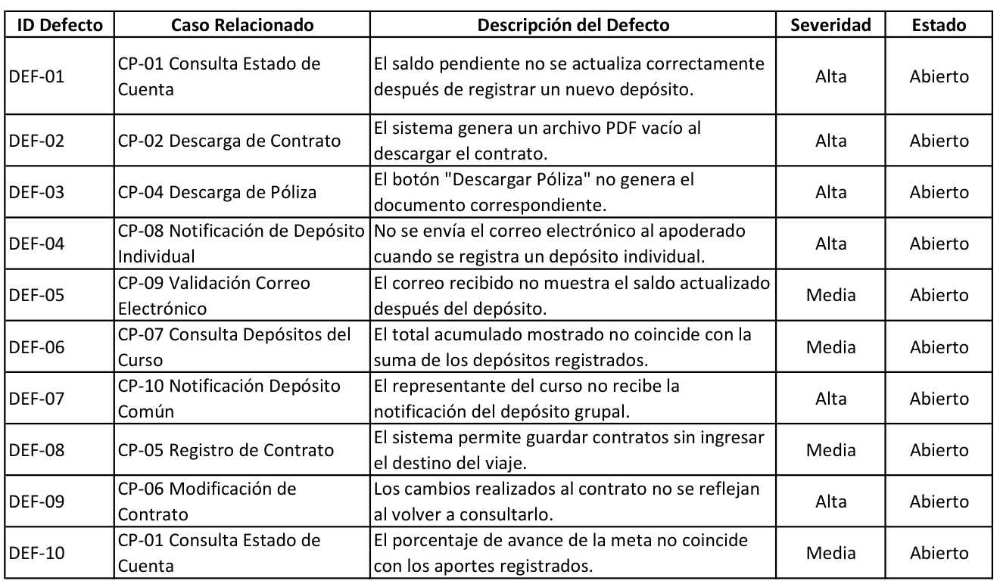 ID Defecto Caso Relacionado Descripción del Defecto Severidad Estado
DEF-01 CP-01 Consulta Estado de El saldo pendiente no se actualiza correctamente Alta Abierto
Cuenta después de registrar un nuevo depósito.
DEF-02 CP-02 Descarga de Contrato El sistema genera un archivo PDF vacío al Alta Abierto
descargar el contrato.
DEF-03 CP-04 Descarga de Póliza El botón "Descargar Póliza" no genera el Alta Abierto
documento correspondiente.
DEF-04 CP-08 Notificación de Depósito No se envía el correo electrónico al apoderado Alta Abierto
Individual cuando se registra un depósito individual.
DEF-05 CP-09 Validación Correo El correo recibido no muestra el saldo actualizado Media Abierto
Electrónico después del depósito.
DEF-06 CP-07 Consulta Depósitos del El total acumulado mostrado no coincide con la Media Abierto
Curso suma de los depósitos registrados.
DEF-07 CP-10 Notificación Depósito El representante del curso no recibe la Alta Abierto
Común notificación del depósito grupal.
DEF-08 CP-05 Registro de Contrato El sistema permite guardar contratos sin ingresar Media Abierto
el destino del viaje.
DEF-09 CP-06 Modificación de Los cambios realizados al contrato no se reflejan Alta Abierto
Contrato al volver a consultarlo.
DEF-10 CP-01 Consulta Estado de El porcentaje de avance de la meta no coincide Media Abierto
Cuenta con los aportes registrados.